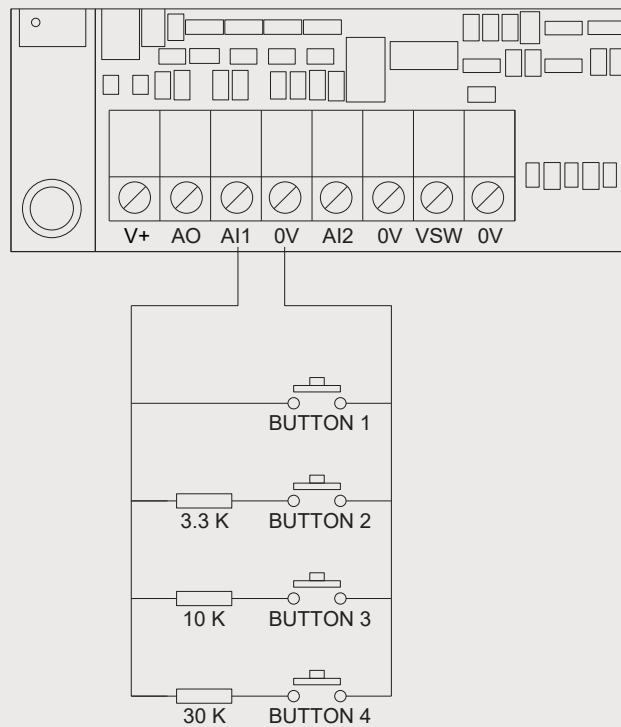 V+ AO AI1 0V AI2 0V VSW 0V
BUTTON 1
3.3 K BUTTON 2
10 K BUTTON 3
30 K BUTTON 4